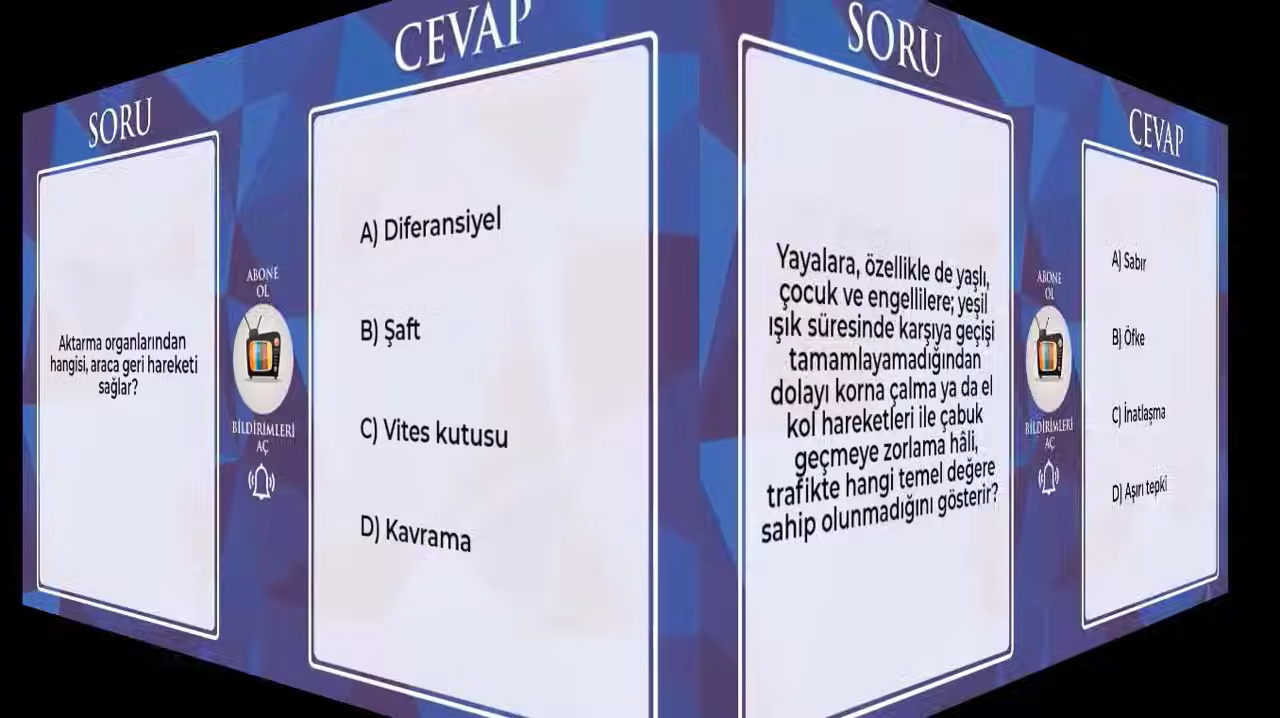 SORU
Aktarma organlarından
hangisi, araca geri hareketi
sağlar?
ABONE
OL
BİLDİRİMLERİ
AÇ
CEVAP
A) Diferansiyel
B) Şaft
C) Vites kutusu
D) Kavrama
SORU
Yayalara, özellikle de yaşlı,
çocuk ve engellilere; yeşil
ışık süresinde karşıya geçişi
tamamlayamadığından
dolayı korna çalma ya da el
kol hareketleri ile çabuk
geçmeye zorlama hâli,
trafikte hangi temel değere
sahip olunmadığını gösterir?
ABONE
OL
BİLDİRİMLERİ
AÇ
CEVAP
A) Sabır
B) Öfke
C) İnatlaşma
D) Aşırı tepki